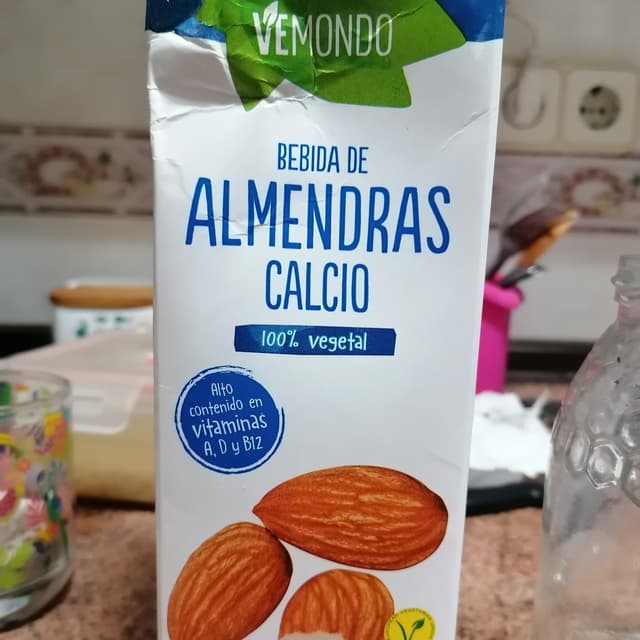 VEMONDO
BEBIDA DE
ALMENDRAS
CALCIO
100% vegetal
Alto
contenido en
vitaminas
A, D y B12